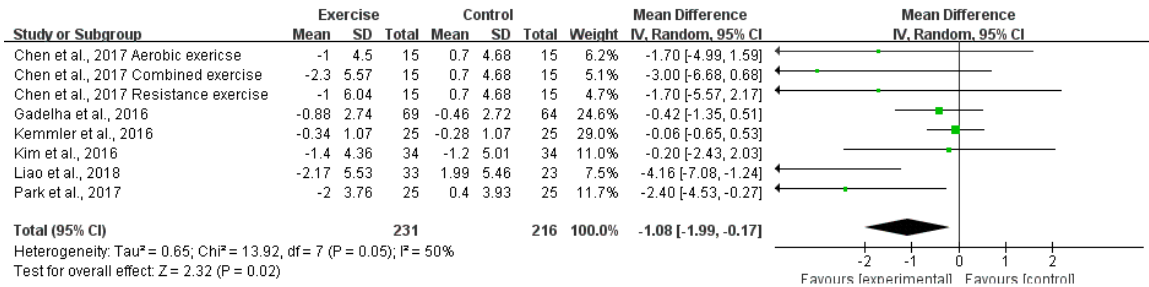 Exercise Control Mean Difference Mean Difference
Study or Subgroup Mean SD Total Mean SD Total Weight IV, Random, 95% CI IV, Random, 95% CI
Chen et al., 2017 Aerobic exericse -1 4.5 15 0.7 4.68 15 6.2% -1.70 [-4.99, 1.59]
Chen et al., 2017 Combined exercise -2.3 5.57 15 0.7 4.68 15 5.1% -3.00 [-6.68, 0.68]
Chen et al., 2017 Resistance exercise -1 6.04 15 0.7 4.68 15 4.7% -1.70 [-5.57, 2.17]
Gadelha et al., 2016 -0.88 2.74 69 -0.46 2.72 64 24.6% -0.42 [-1.35, 0.51]
Kemmler et al., 2016 -0.34 1.07 25 -0.28 1.07 25 29.0% -0.06 [-0.65, 0.53]
Kim et al., 2016 -1.4 4.36 34 -1.2 5.01 34 11.0% -0.20 [-2.43, 2.03]
Liao et al., 2018 -2.17 5.53 33 1.99 5.46 23 7.5% -4.16 [-7.08, -1.24]
Park et al., 2017 -2 3.76 25 0.4 3.93 25 11.7% -2.40 [-4.53, -0.27]
Total (95% CI) 231 216 100.0% -1.08 [-1.99, -0.17]
Heterogeneity: Tau² = 0.65; Chi² = 13.92, df = 7 (P = 0.05); I² = 50%
Test for overall effect: Z = 2.32 (P = 0.02)
-2 -1 0 1 2
Favours [experimental] Favours [control]